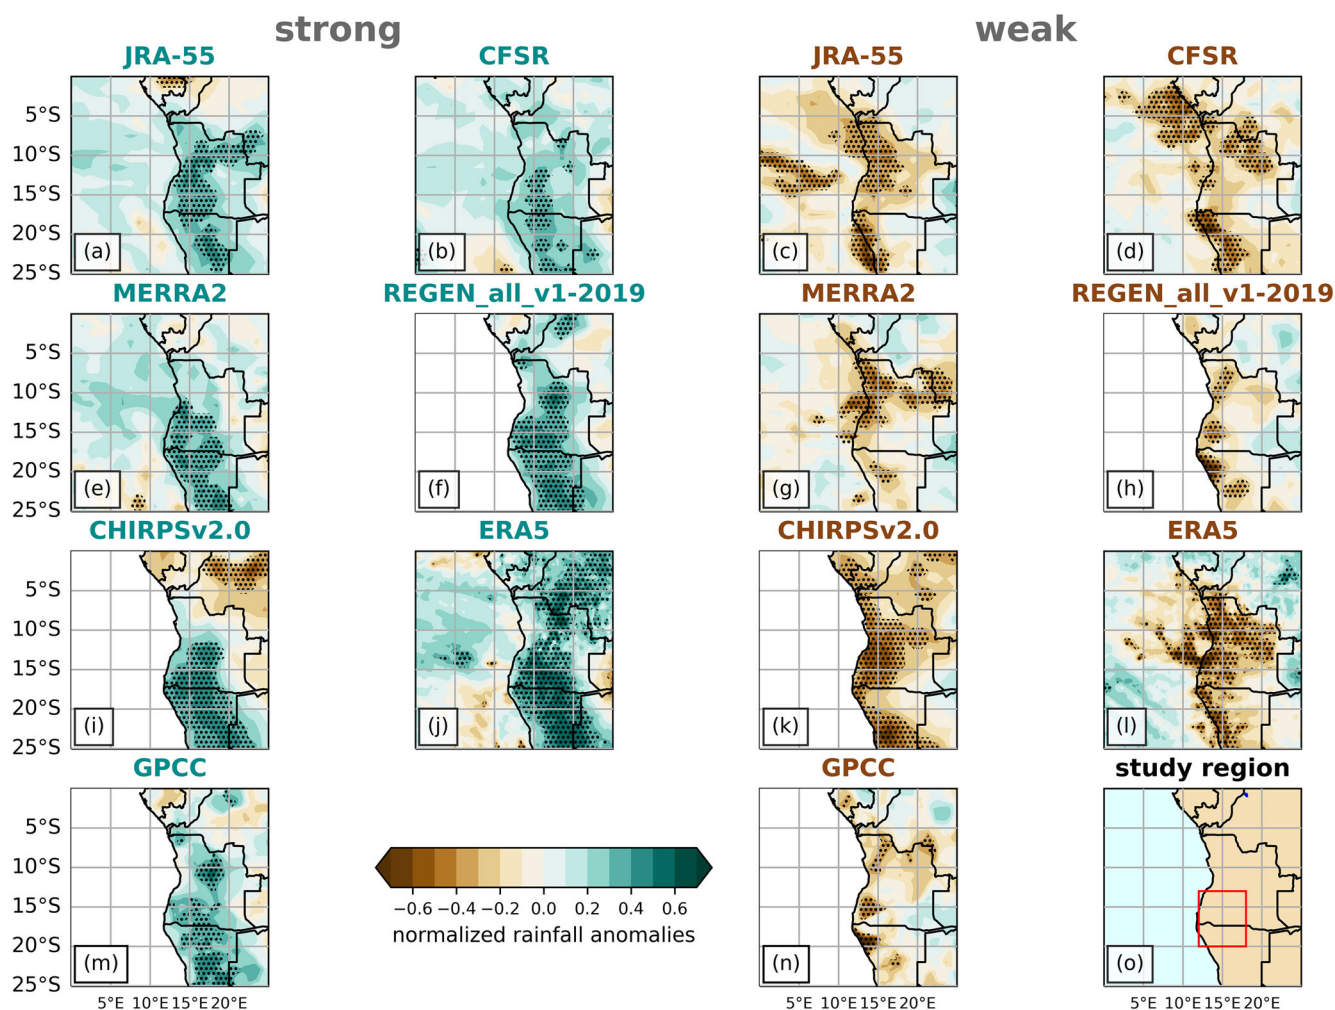 strong weak
JRA-55 CFSR JRA-55 CFSR
5°S
10°S
15°S
20°S
25°S
(a) (b) (c) (d)
MERRA2 REGEN_all_v1-2019 MERRA2 REGEN_all_v1-2019
5°S
10°S
15°S
20°S
25°S
(e) (f) (g) (h)
CHIRPSv2.0 ERA5 CHIRPSv2.0 ERA5
5°S
10°S
15°S
20°S
25°S
(i) (j) (k) (l)
GPCC GPCC study region
5°S
10°S
15°S
20°S
25°S
(m) (n) (o)
−0.6 −0.4 −0.2 0.0 0.2 0.4 0.6
normalized rainfall anomalies
5°E 10°E 15°E 20°E 5°E 10°E 15°E 20°E 5°E 10°E 15°E 20°E